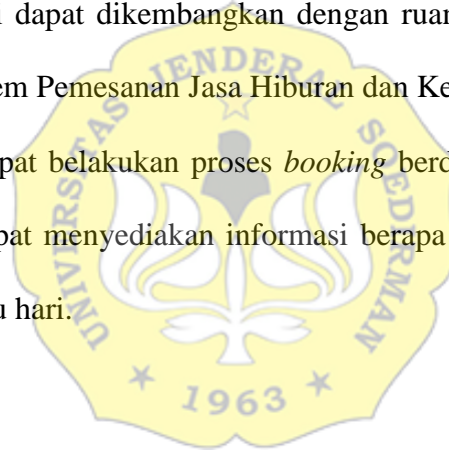 i dapat dikembangkan dengan ruan
em Pemesanan Jasa Hiburan dan Ke
pat belakukan proses booking berd
pat menyediakan informasi berapa
u hari.
UNIVERSITAS JENDERAL SOEDIRMAN
1963